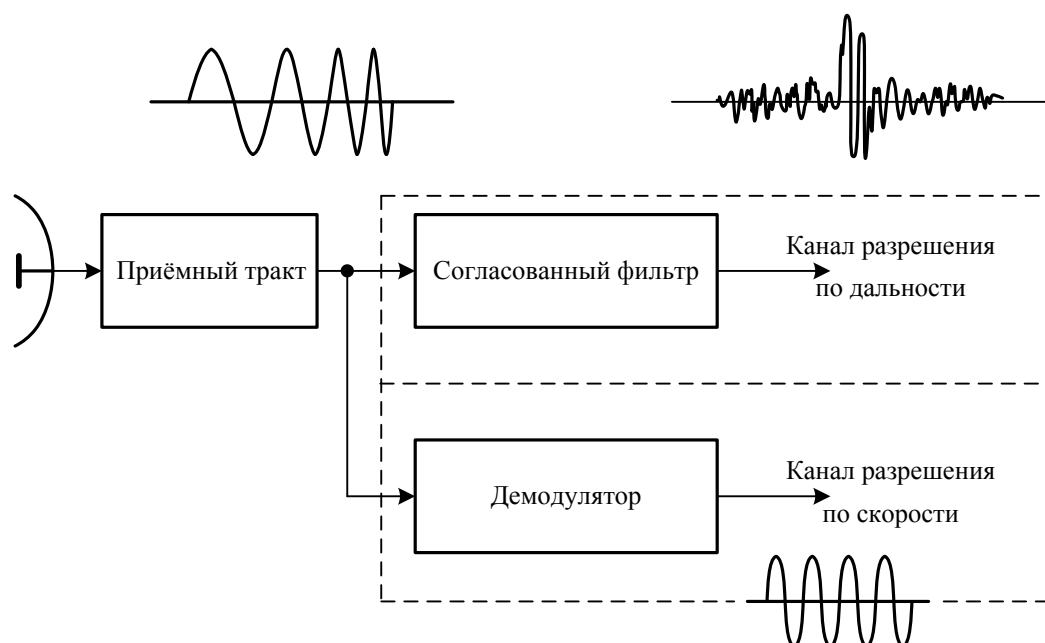 Приёмный тракт
Согласованный фильтр
Канал разрешения
по дальности
Демодулятор
Канал разрешения
по скорости